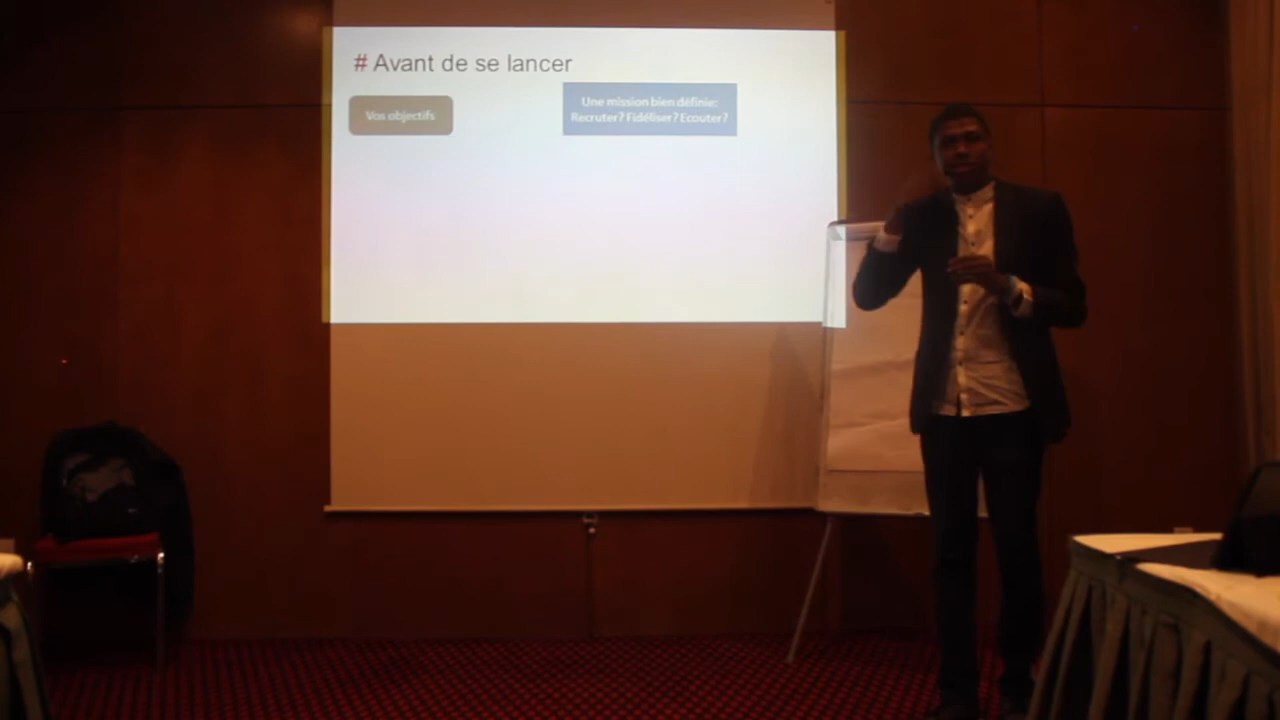 # Avant de se lancer
Vos objectifs
Une mission bien définie:
Recruter? Fidéliser? Ecouter?